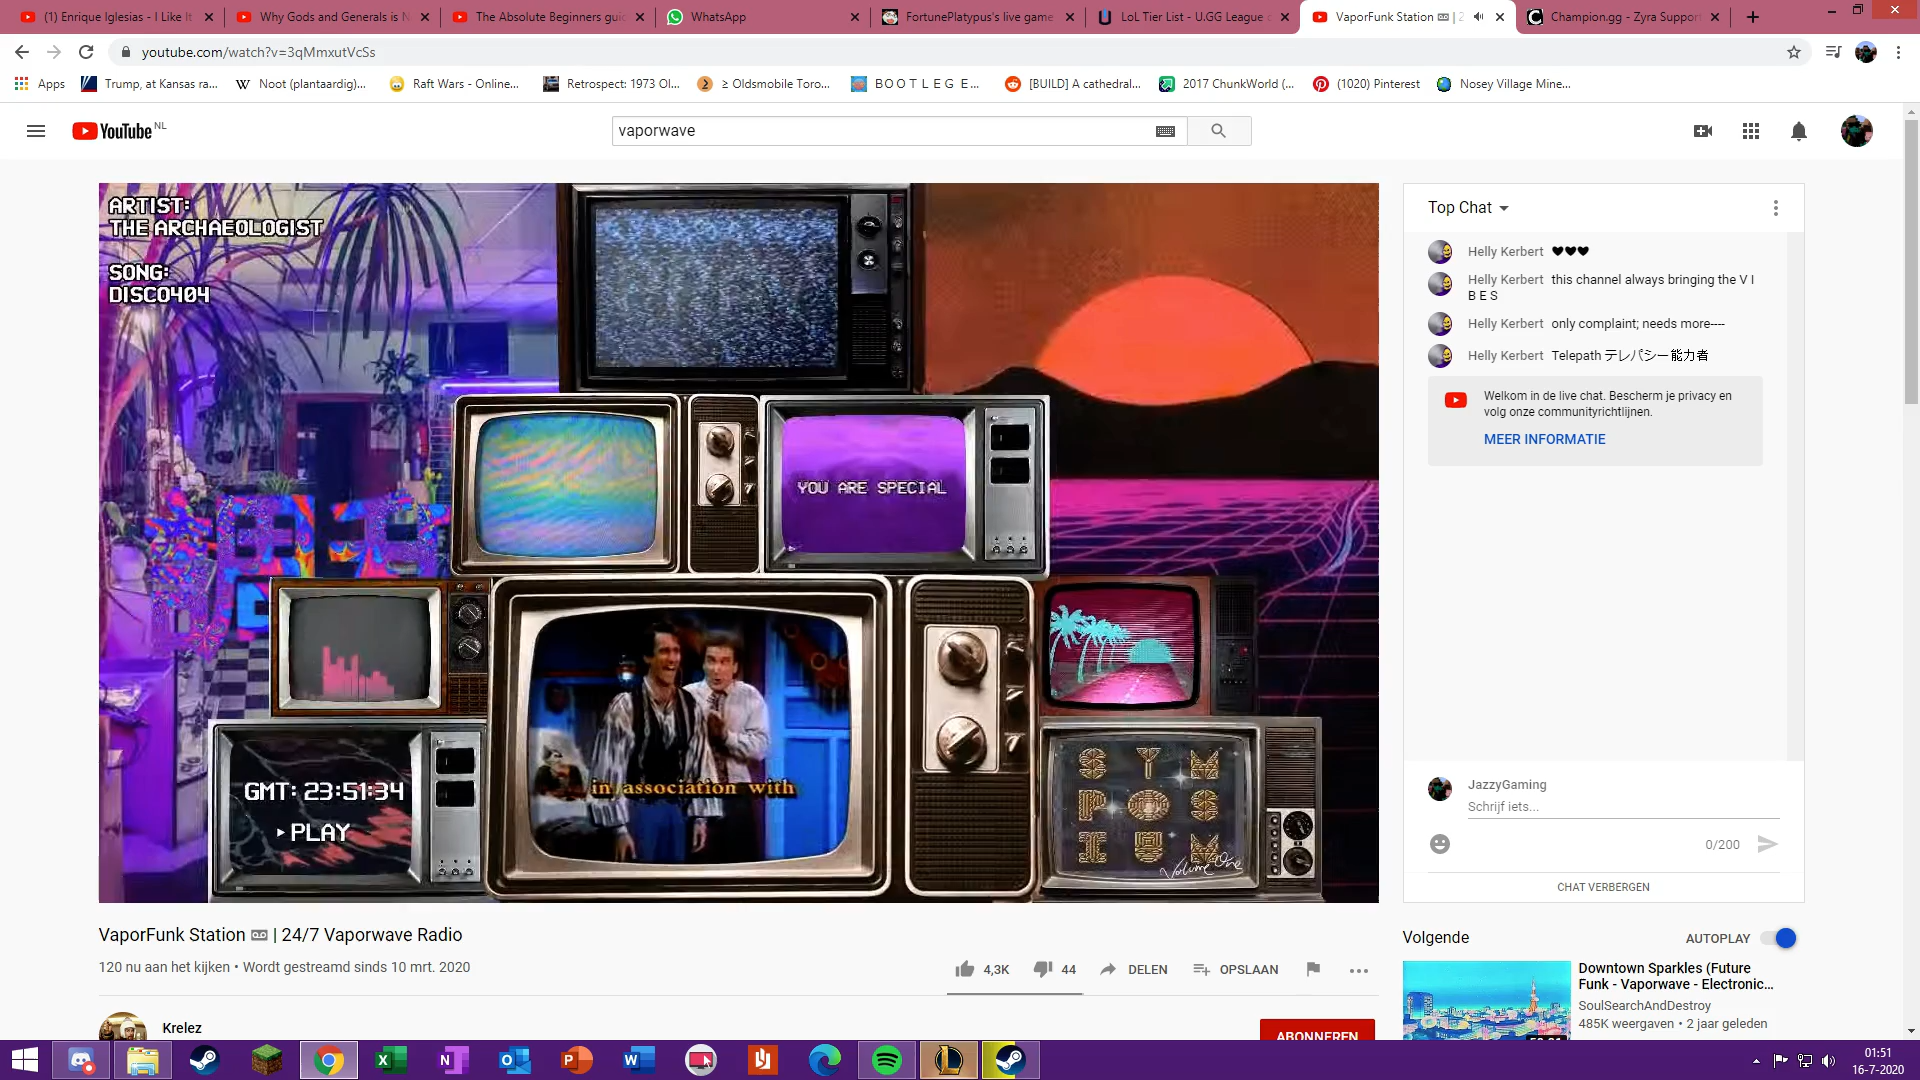 (1) Enrique Iglesias - I Like It
Why Gods and Generals is N
The Absolute Beginners guid
WhatsApp
FortunePlatypus's live game
LoL Tier List - U.GG League o
VaporFunk Station
Champion.gg - Zyra Support
youtube.com/watch?v=3qMmxutVcSs
Apps
Trump, at Kansas ra...
Noot (plantaardig)...
Raft Wars - Online...
Retrospect: 1973 Ol...
≥ Oldsmobile Toro...
B O O T L E G E...
[BUILD] A cathedral...
2017 ChunkWorld (...
(1020) Pinterest
Nosey Village Mine...
YouTube NL
vaporwave
ARTIST:
THE ARCHAEOLOGIST
SONG:
DISCO404
YOU ARE SPECIAL
GMT: 23:51:34
▸ PLAY
in association with
SYM
POS
IUM
Volume One
Top Chat
Helly Kerbert ♥♥♥
Helly Kerbert this channel always bringing the V I
B E S
Helly Kerbert only complaint; needs more----
Helly Kerbert Telepath テレパシー能力者
Welkom in de live chat. Bescherm je privacy en
volg onze communityrichtlijnen.
MEER INFORMATIE
JazzyGaming
Schrijf iets...
0/200
CHAT VERBERGEN
VaporFunk Station 📼 | 24/7 Vaporwave Radio
120 nu aan het kijken • Wordt gestreamd sinds 10 mrt. 2020
4,3K
44
DELEN
OPSLAAN
Krelez
ABONNEREN
Volgende
AUTOPLAY
Downtown Sparkles (Future
Funk - Vaporwave - Electronic...
SoulSearchAndDestroy
485K weergaven • 2 jaar geleden
01:51
16-7-2020